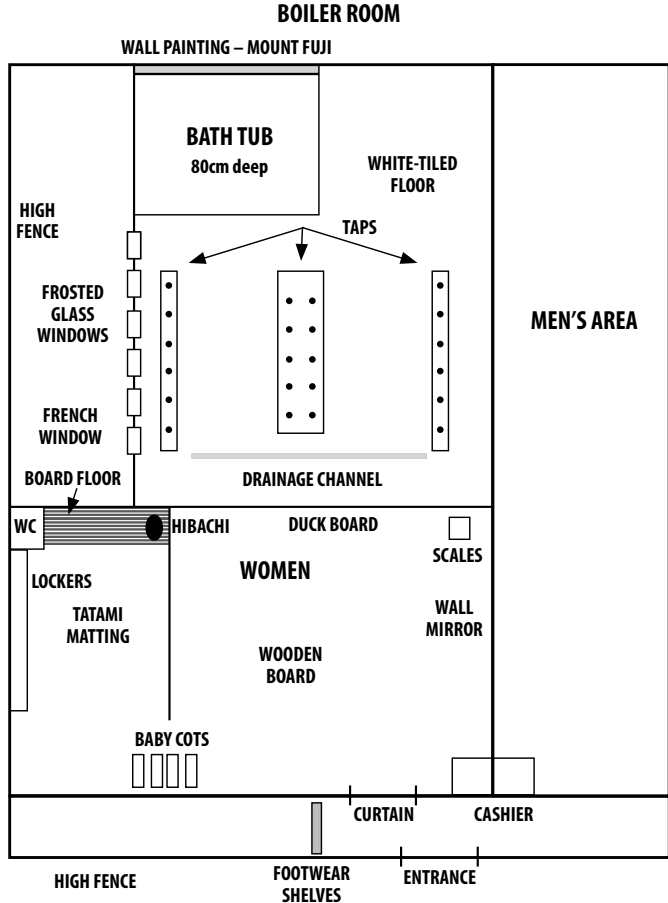 BOILER ROOM
WALL PAINTING – MOUNT FUJI
BATH TUB
80cm deep
WHITE-TILED
FLOOR
HIGH
FENCE
TAPS
FROSTED
GLASS
WINDOWS
MEN'S AREA
FRENCH
WINDOW
BOARD FLOOR
DRAINAGE CHANNEL
WC
HIBACHI
DUCK BOARD
SCALES
LOCKERS
WOMEN
TATAMI
MATTING
WALL
MIRROR
WOODEN
BOARD
BABY COTS
CURTAIN
CASHIER
HIGH FENCE
FOOTWEAR
SHELVES
ENTRANCE